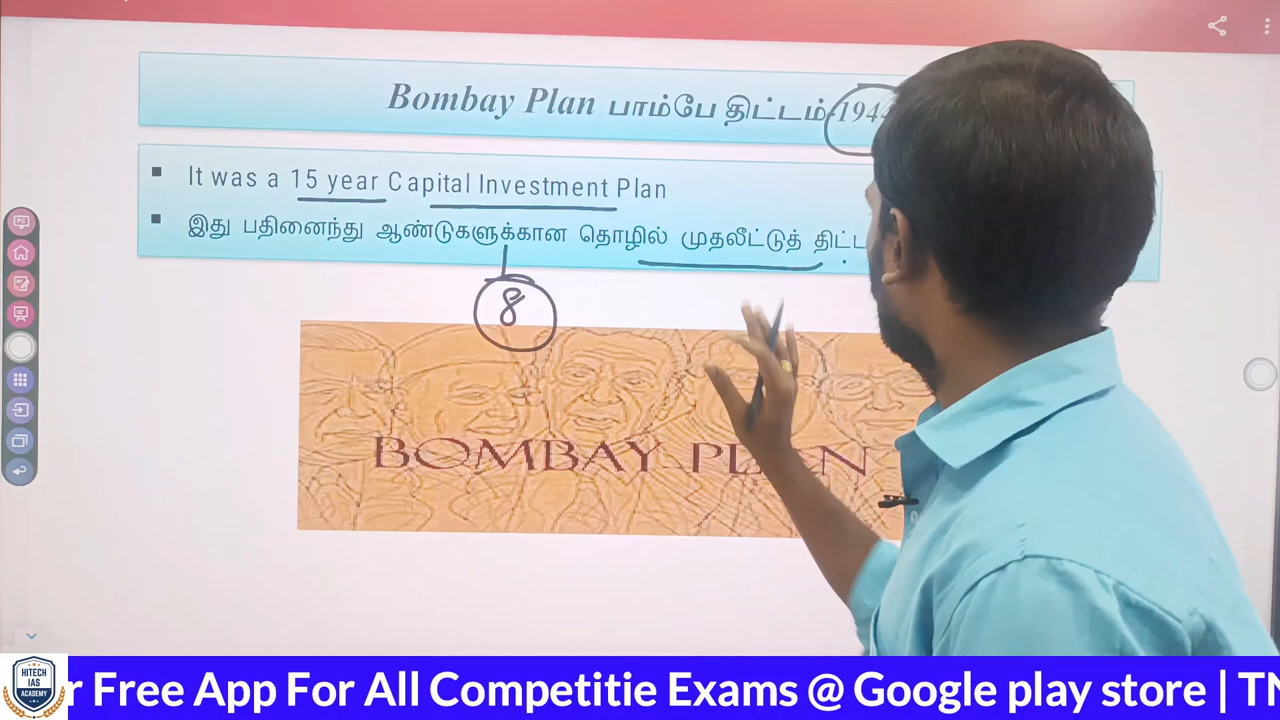 Bombay Plan பாம்பே திட்டம்-194
It was a 15 year Capital Investment Plan
இது பதினைந்து ஆண்டுகளுக்கான தொழில் முதலீட்டுத் திட்ட
8
BOMBAY PLAN
HITECH
IAS
ACADEMY
r Free App For All Competitie Exams @ Google play store | TN